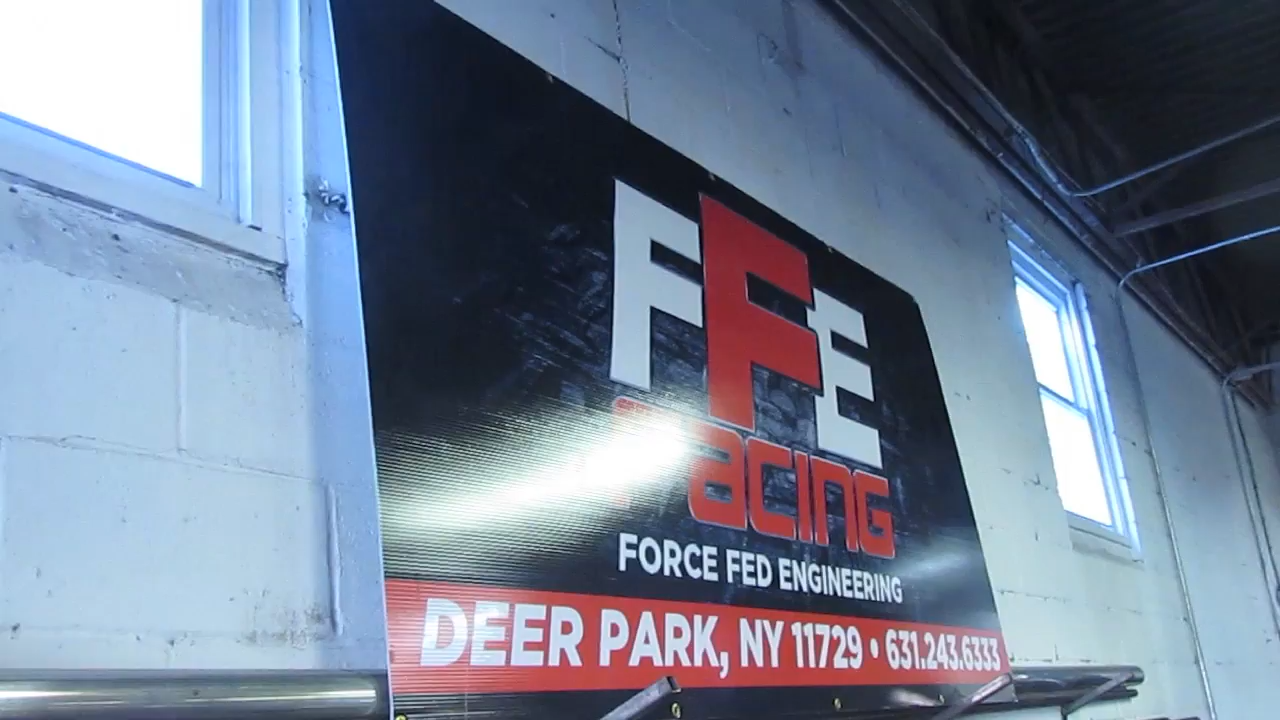 FFE
racing
FORCE FED ENGINEERING
DEER PARK, NY 11729 • 631.243.6333